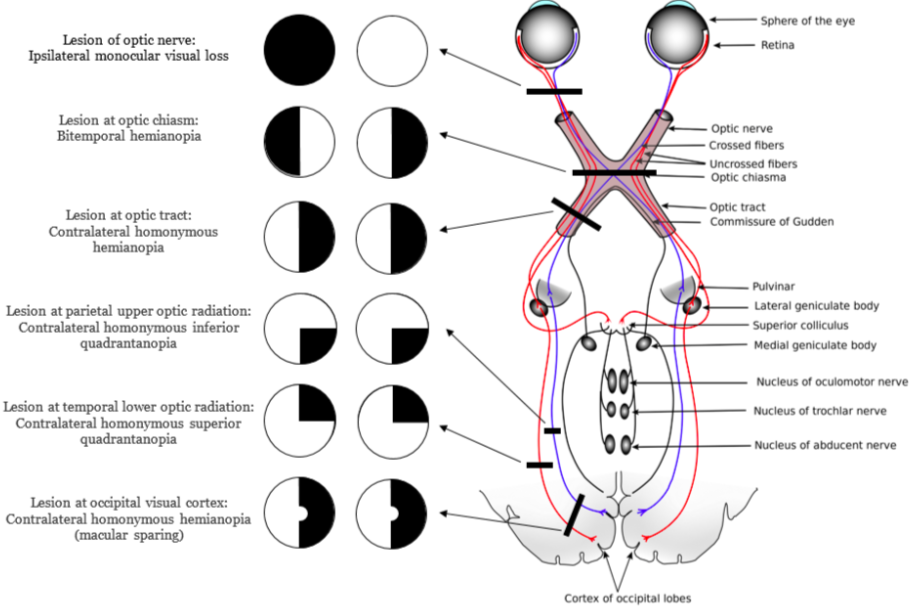 Lesion of optic nerve:
Ipsilateral monocular visual loss
Lesion at optic chiasm:
Bitemporal hemianopia
Lesion at optic tract:
Contralateral homonymous
hemianopia
Lesion at parietal upper optic radiation:
Contralateral homonymous inferior
quadrantanopia
Lesion at temporal lower optic radiation:
Contralateral homonymous superior
quadrantanopia
Lesion at occipital visual cortex:
Contralateral homonymous hemianopia
(macular sparing)
Sphere of the eye
Retina
Optic nerve
Crossed fibers
Uncrossed fibers
Optic chiasma
Optic tract
Commissure of Gudden
Pulvinar
Lateral geniculate body
Superior colliculus
Medial geniculate body
Nucleus of oculomotor nerve
Nucleus of trochlar nerve
Nucleus of abducent nerve
Cortex of occipital lobes